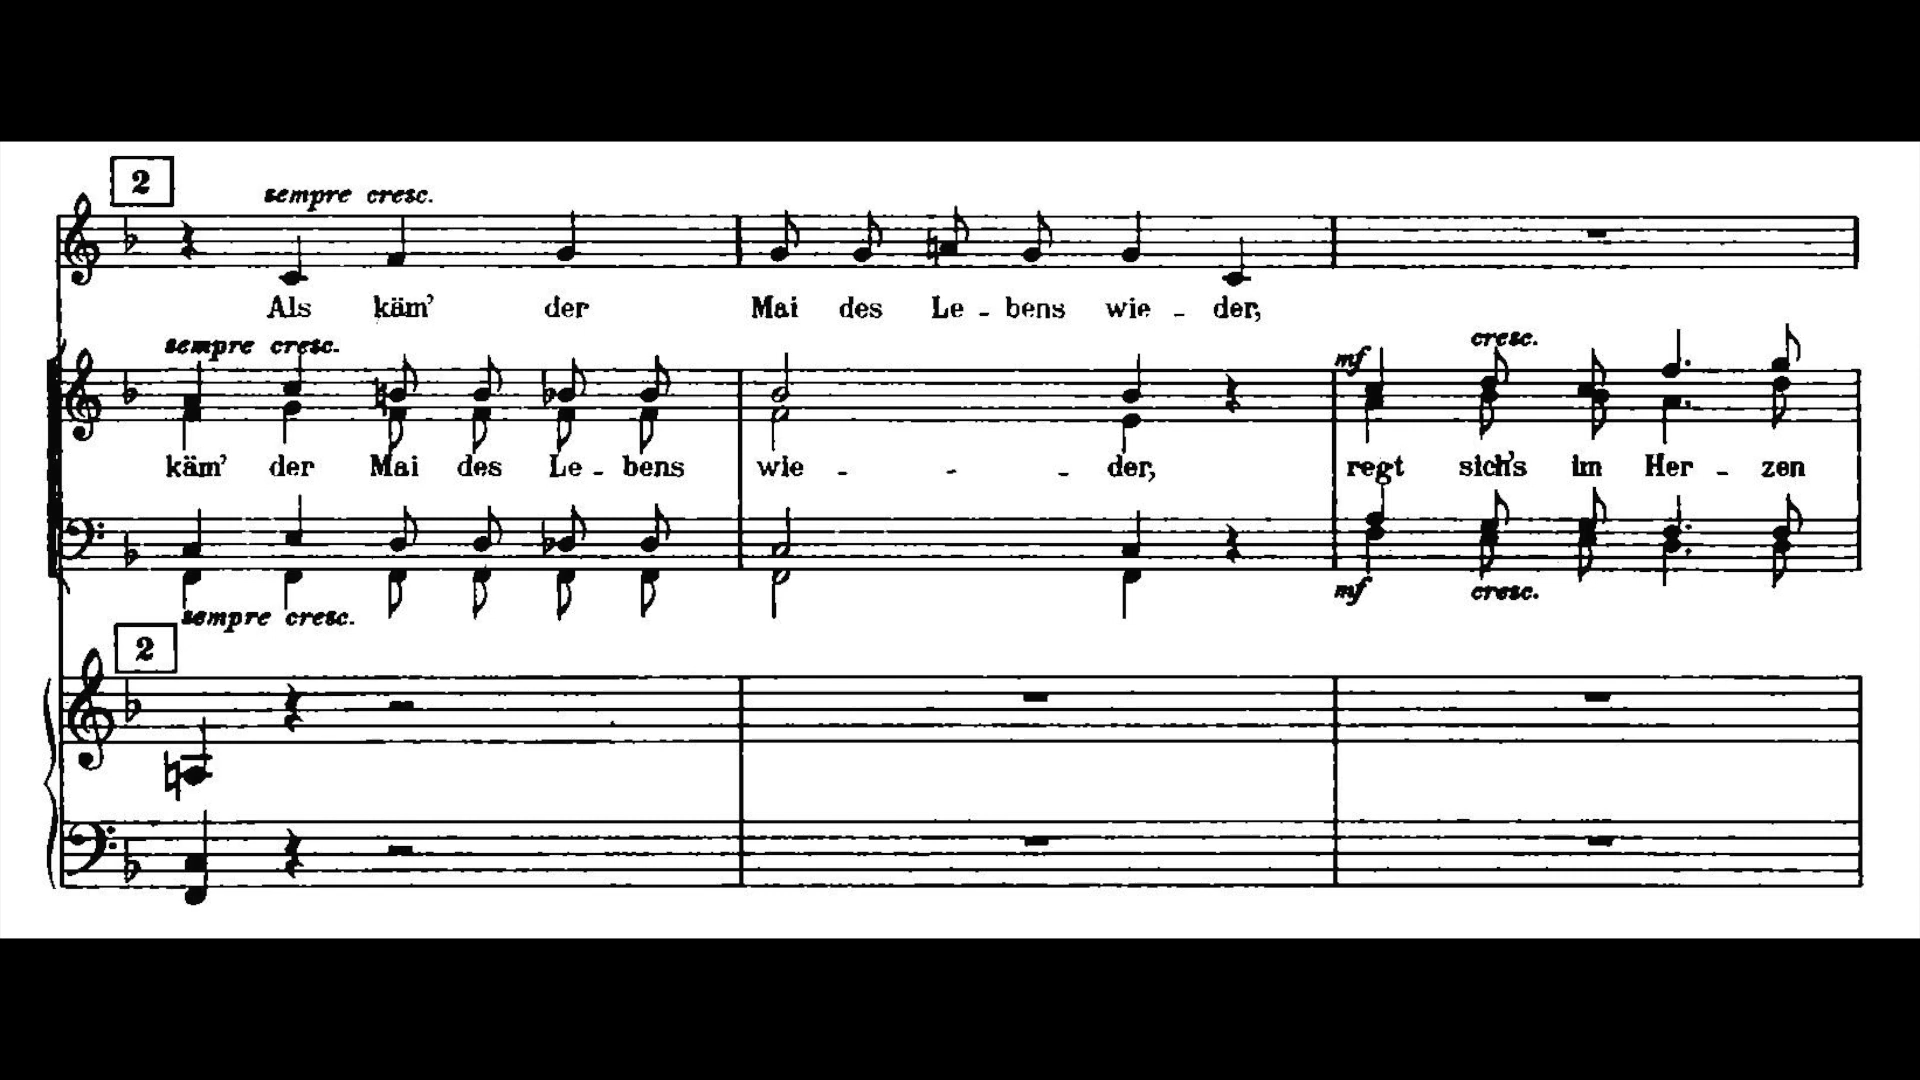 2
sempre cresc.
Als käm' der Mai des Le - bens wie - der,
sempre cresc.
mf cresc.
käm' der Mai des Le - bens wie - - - der, regt sich's im Her - zen
mf cresc.
sempre cresc.
2